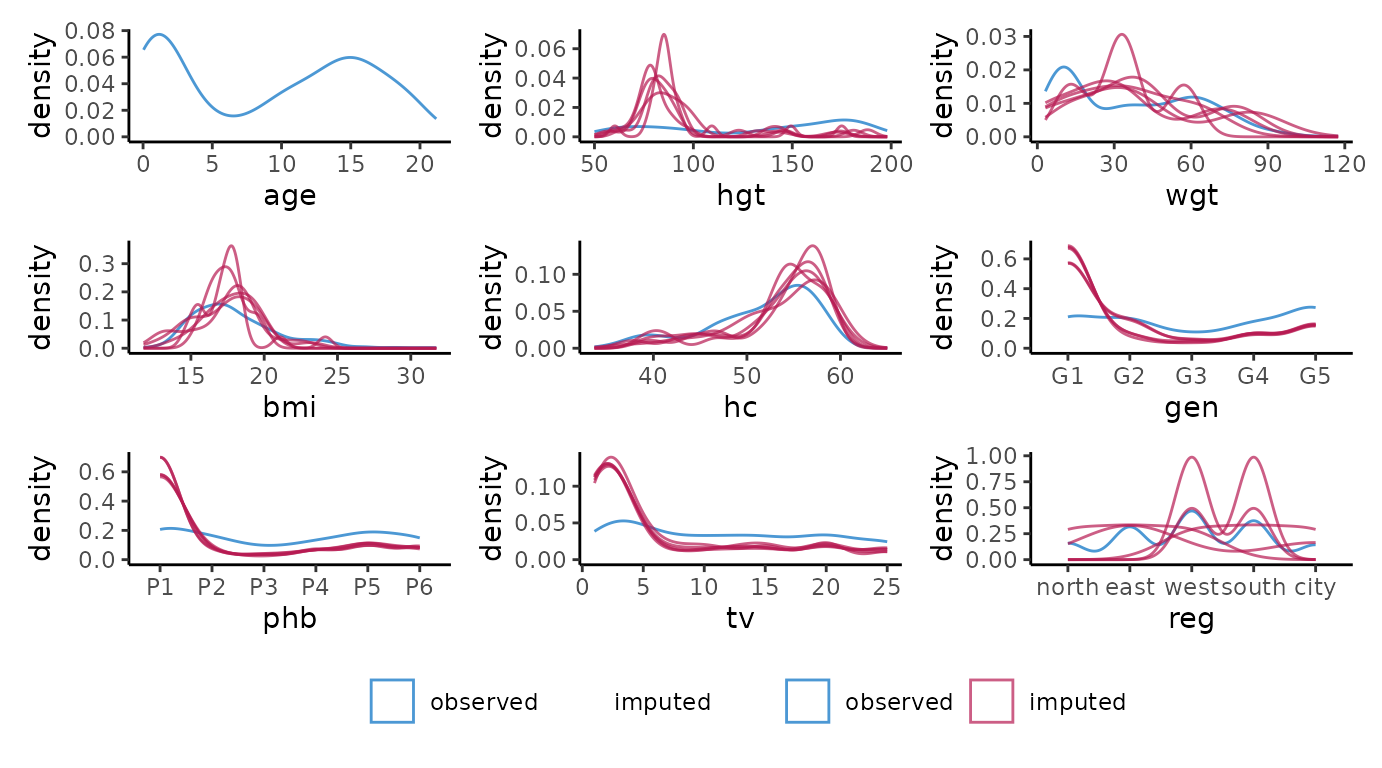 density
0.08
0.06
0.04
0.02
0.00
0 5 10 15 20
age
density
0.06
0.04
0.02
0.00
50 100 150 200
hgt
density
0.03
0.02
0.01
0.00
0 30 60 90 120
wgt
density
0.3
0.2
0.1
0.0
15 20 25 30
bmi
density
0.10
0.05
0.00
40 50 60
hc
density
0.6
0.4
0.2
0.0
G1 G2 G3 G4 G5
gen
density
0.6
0.4
0.2
0.0
P1 P2 P3 P4 P5 P6
phb
density
0.10
0.05
0.00
0 5 10 15 20 25
tv
density
1.00
0.75
0.50
0.25
0.00
north east west south city
reg
observed imputed observed imputed